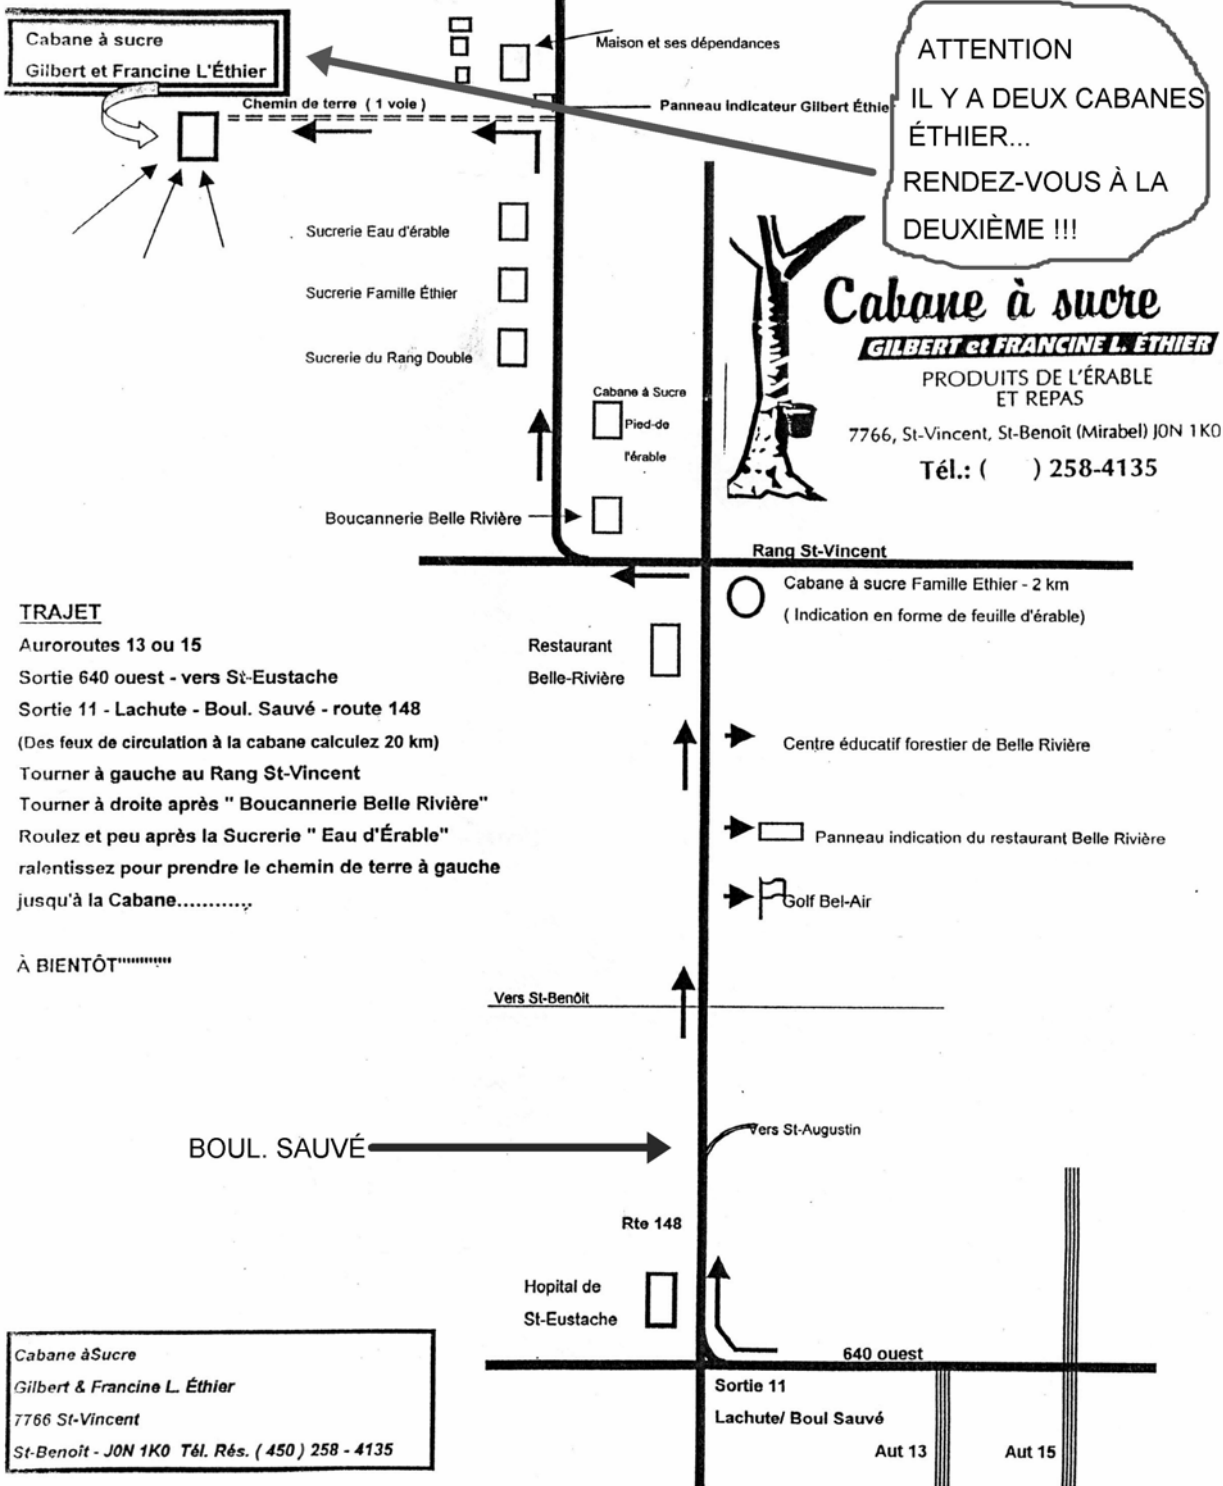 Cabane à sucre
Gilbert et Francine L'Éthier
Maison et ses dépendances
Chemin de terre ( 1 voie )
Panneau Indicateur Gilbert Éthie
ATTENTION
IL Y A DEUX CABANES
ÉTHIER...
RENDEZ-VOUS À LA
DEUXIÈME !!!
Sucrerie Eau d'érable
Sucrerie Famille Éthier
Sucrerie du Rang Double
Cabane à Sucre
Pied-de
l'érable
Boucannerie Belle Rivière
Cabane à sucre
GILBERT et FRANCINE L. ÉTHIER
PRODUITS DE L'ÉRABLE
ET REPAS
7766, St-Vincent, St-Benoît (Mirabel) J0N 1K0
Tél.: (    ) 258-4135
Rang St-Vincent
Cabane à sucre Famille Ethier - 2 km
( Indication en forme de feuille d'érable)
TRAJET
Auroroutes 13 ou 15
Sortie 640 ouest - vers St-Eustache
Sortie 11 - Lachute - Boul. Sauvé - route 148
(Des feux de circulation à la cabane calculez 20 km)
Tourner à gauche au Rang St-Vincent
Tourner à droite après " Boucannerie Belle Rivière"
Roulez et peu après la Sucrerie " Eau d'Érable"
ralentissez pour prendre le chemin de terre à gauche
jusqu'à la Cabane............
À BIENTÔT""""""
Restaurant
Belle-Rivière
Centre éducatif forestier de Belle Rivière
Panneau indication du restaurant Belle Rivière
Golf Bel-Air
Vers St-Benôit
BOUL. SAUVÉ
Vers St-Augustin
Rte 148
Hopital de
St-Eustache
640 ouest
Sortie 11
Lachute/ Boul Sauvé
Aut 13
Aut 15
Cabane àSucre
Gilbert & Francine L. Éthier
7766 St-Vincent
St-Benoît - J0N 1K0 Tél. Rés. ( 450 ) 258 - 4135